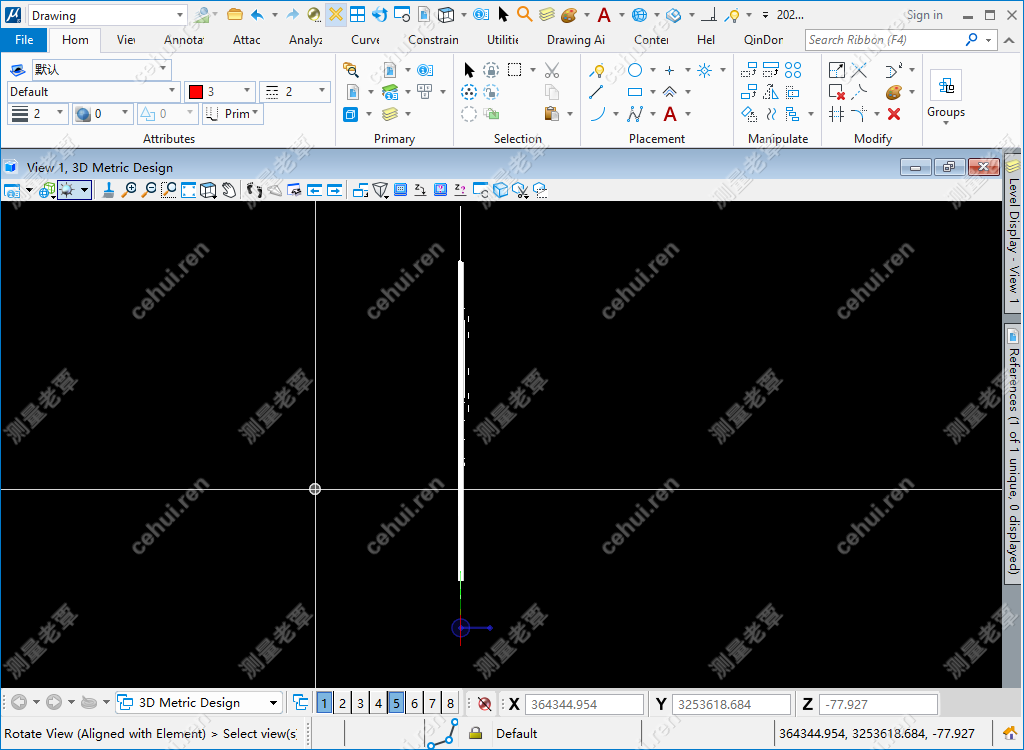 Drawing
202...
Sign in
File
Hom
Vie
Annota
Attac
Analyz
Curve
Constrain
Utilitie
Drawing Ai
Conter
Hel
QinDor
Search Ribbon (F4)
默认
Default
3
2
2
0
0
Prim
Groups
Attributes
Primary
Selection
Placement
Manipulate
Modify
View 1, 3D Metric Design
Level Display - View 1
References (1 of 1 unique, 0 displayed)
cehui.ren
测量老覃
3D Metric Design
1 2 3 4 5 6 7 8
X 364344.954
Y 3253618.684
Z -77.927
Rotate View (Aligned with Element) > Select view(s
Default
364344.954, 3253618.684, -77.927